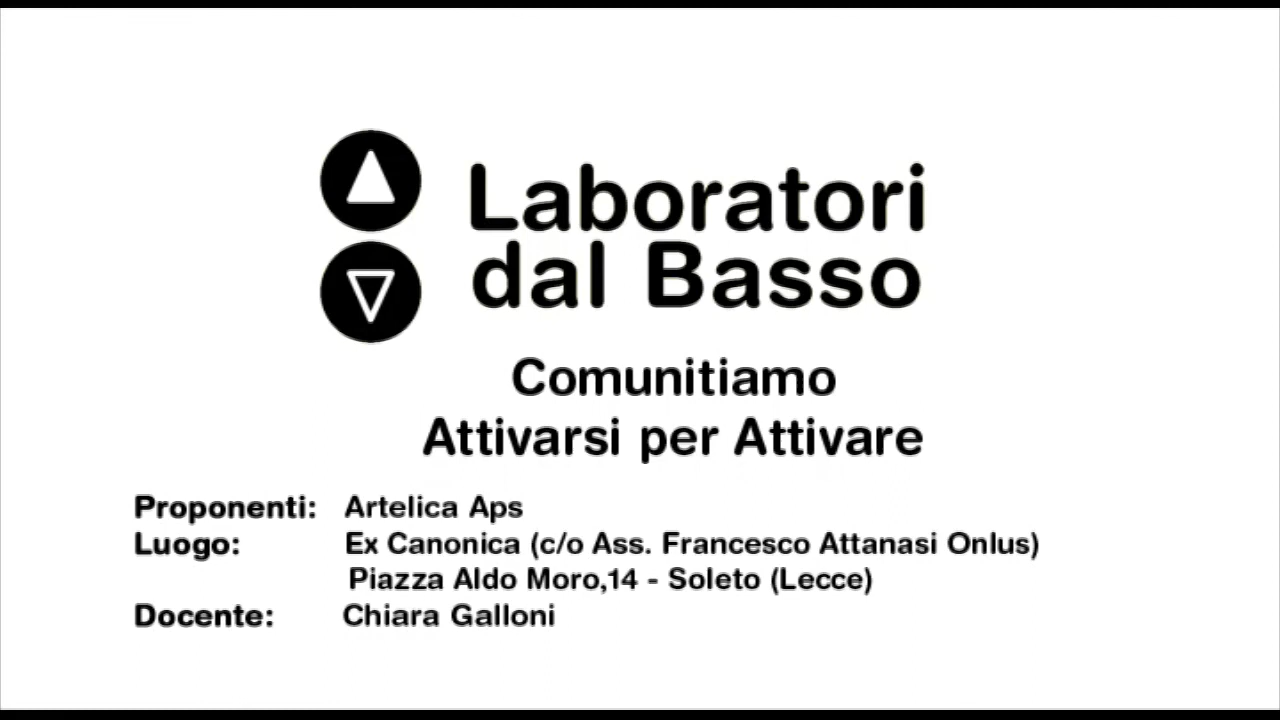 Laboratori
dal Basso
Comunitiamo
Attivarsi per Attivare
Proponenti: Artelica Aps
Luogo: Ex Canonica (c/o Ass. Francesco Attanasi Onlus)
Piazza Aldo Moro,14 - Soleto (Lecce)
Docente: Chiara Galloni